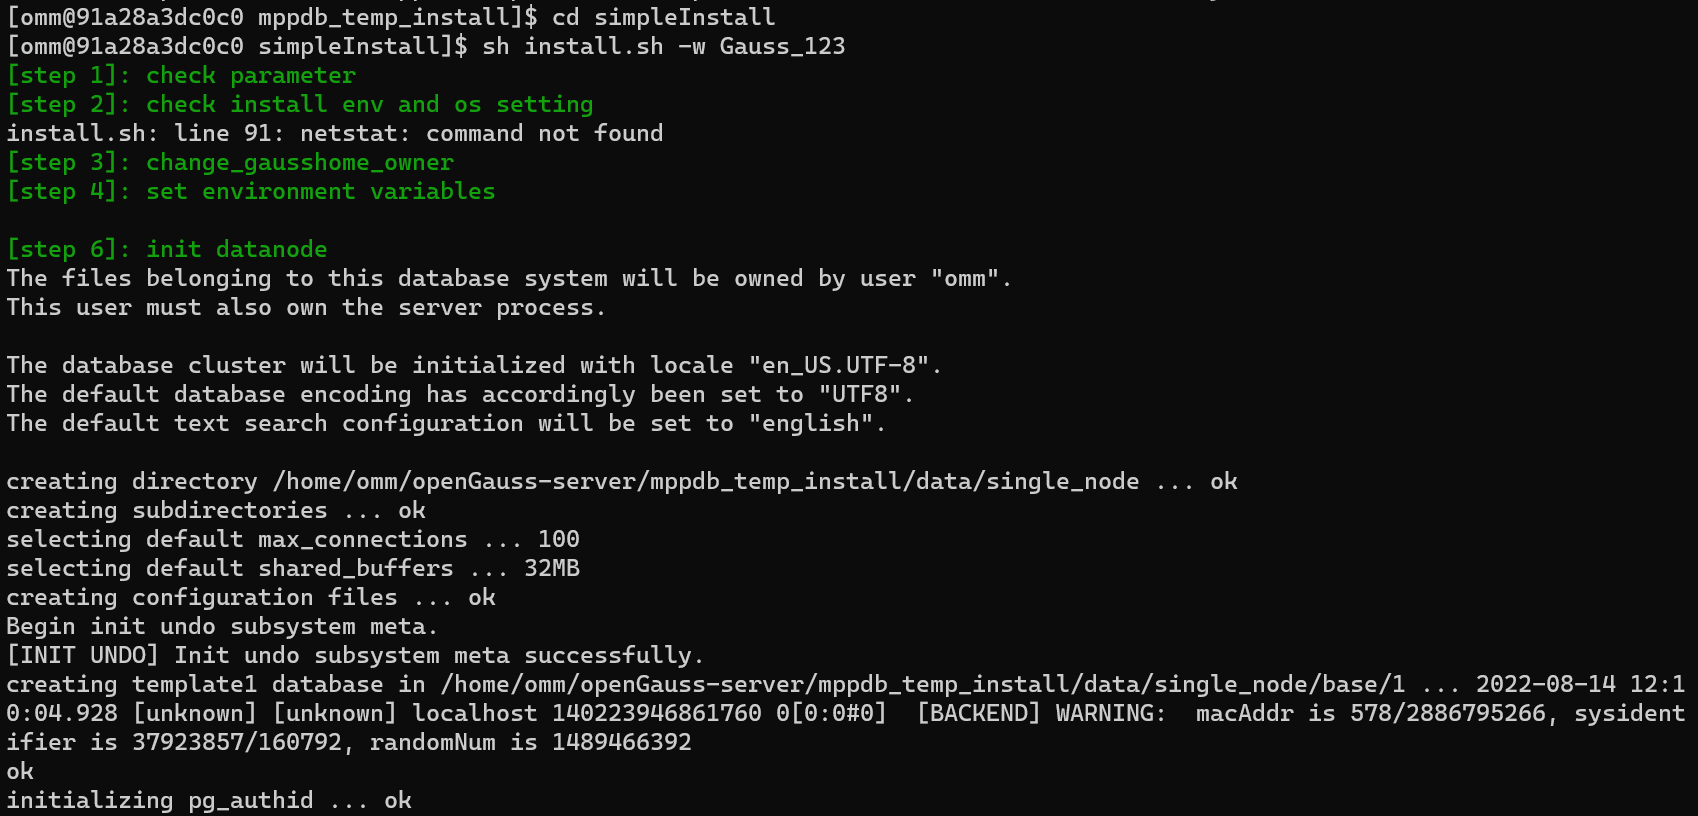 [omm@91a28a3dc0c0 mppdb_temp_install]$ cd simpleInstall
[omm@91a28a3dc0c0 simpleInstall]$ sh install.sh -w Gauss_123
[step 1]: check parameter
[step 2]: check install env and os setting
install.sh: line 91: netstat: command not found
[step 3]: change_gausshome_owner
[step 4]: set environment variables
[step 6]: init datanode
The files belonging to this database system will be owned by user "omm".
This user must also own the server process.
The database cluster will be initialized with locale "en_US.UTF-8".
The default database encoding has accordingly been set to "UTF8".
The default text search configuration will be set to "english".
creating directory /home/omm/openGauss-server/mppdb_temp_install/data/single_node ... ok
creating subdirectories ... ok
selecting default max_connections ... 100
selecting default shared_buffers ... 32MB
creating configuration files ... ok
Begin init undo subsystem meta.
[INIT UNDO] Init undo subsystem meta successfully.
creating template1 database in /home/omm/openGauss-server/mppdb_temp_install/data/single_node/base/1 ... 2022-08-14 12:1
0:04.928 [unknown] [unknown] localhost 140223946861760 0[0:0#0]  [BACKEND] WARNING:  macAddr is 578/2886795266, sysident
ifier is 37923857/160792, randomNum is 1489466392
ok
initializing pg_authid ... ok